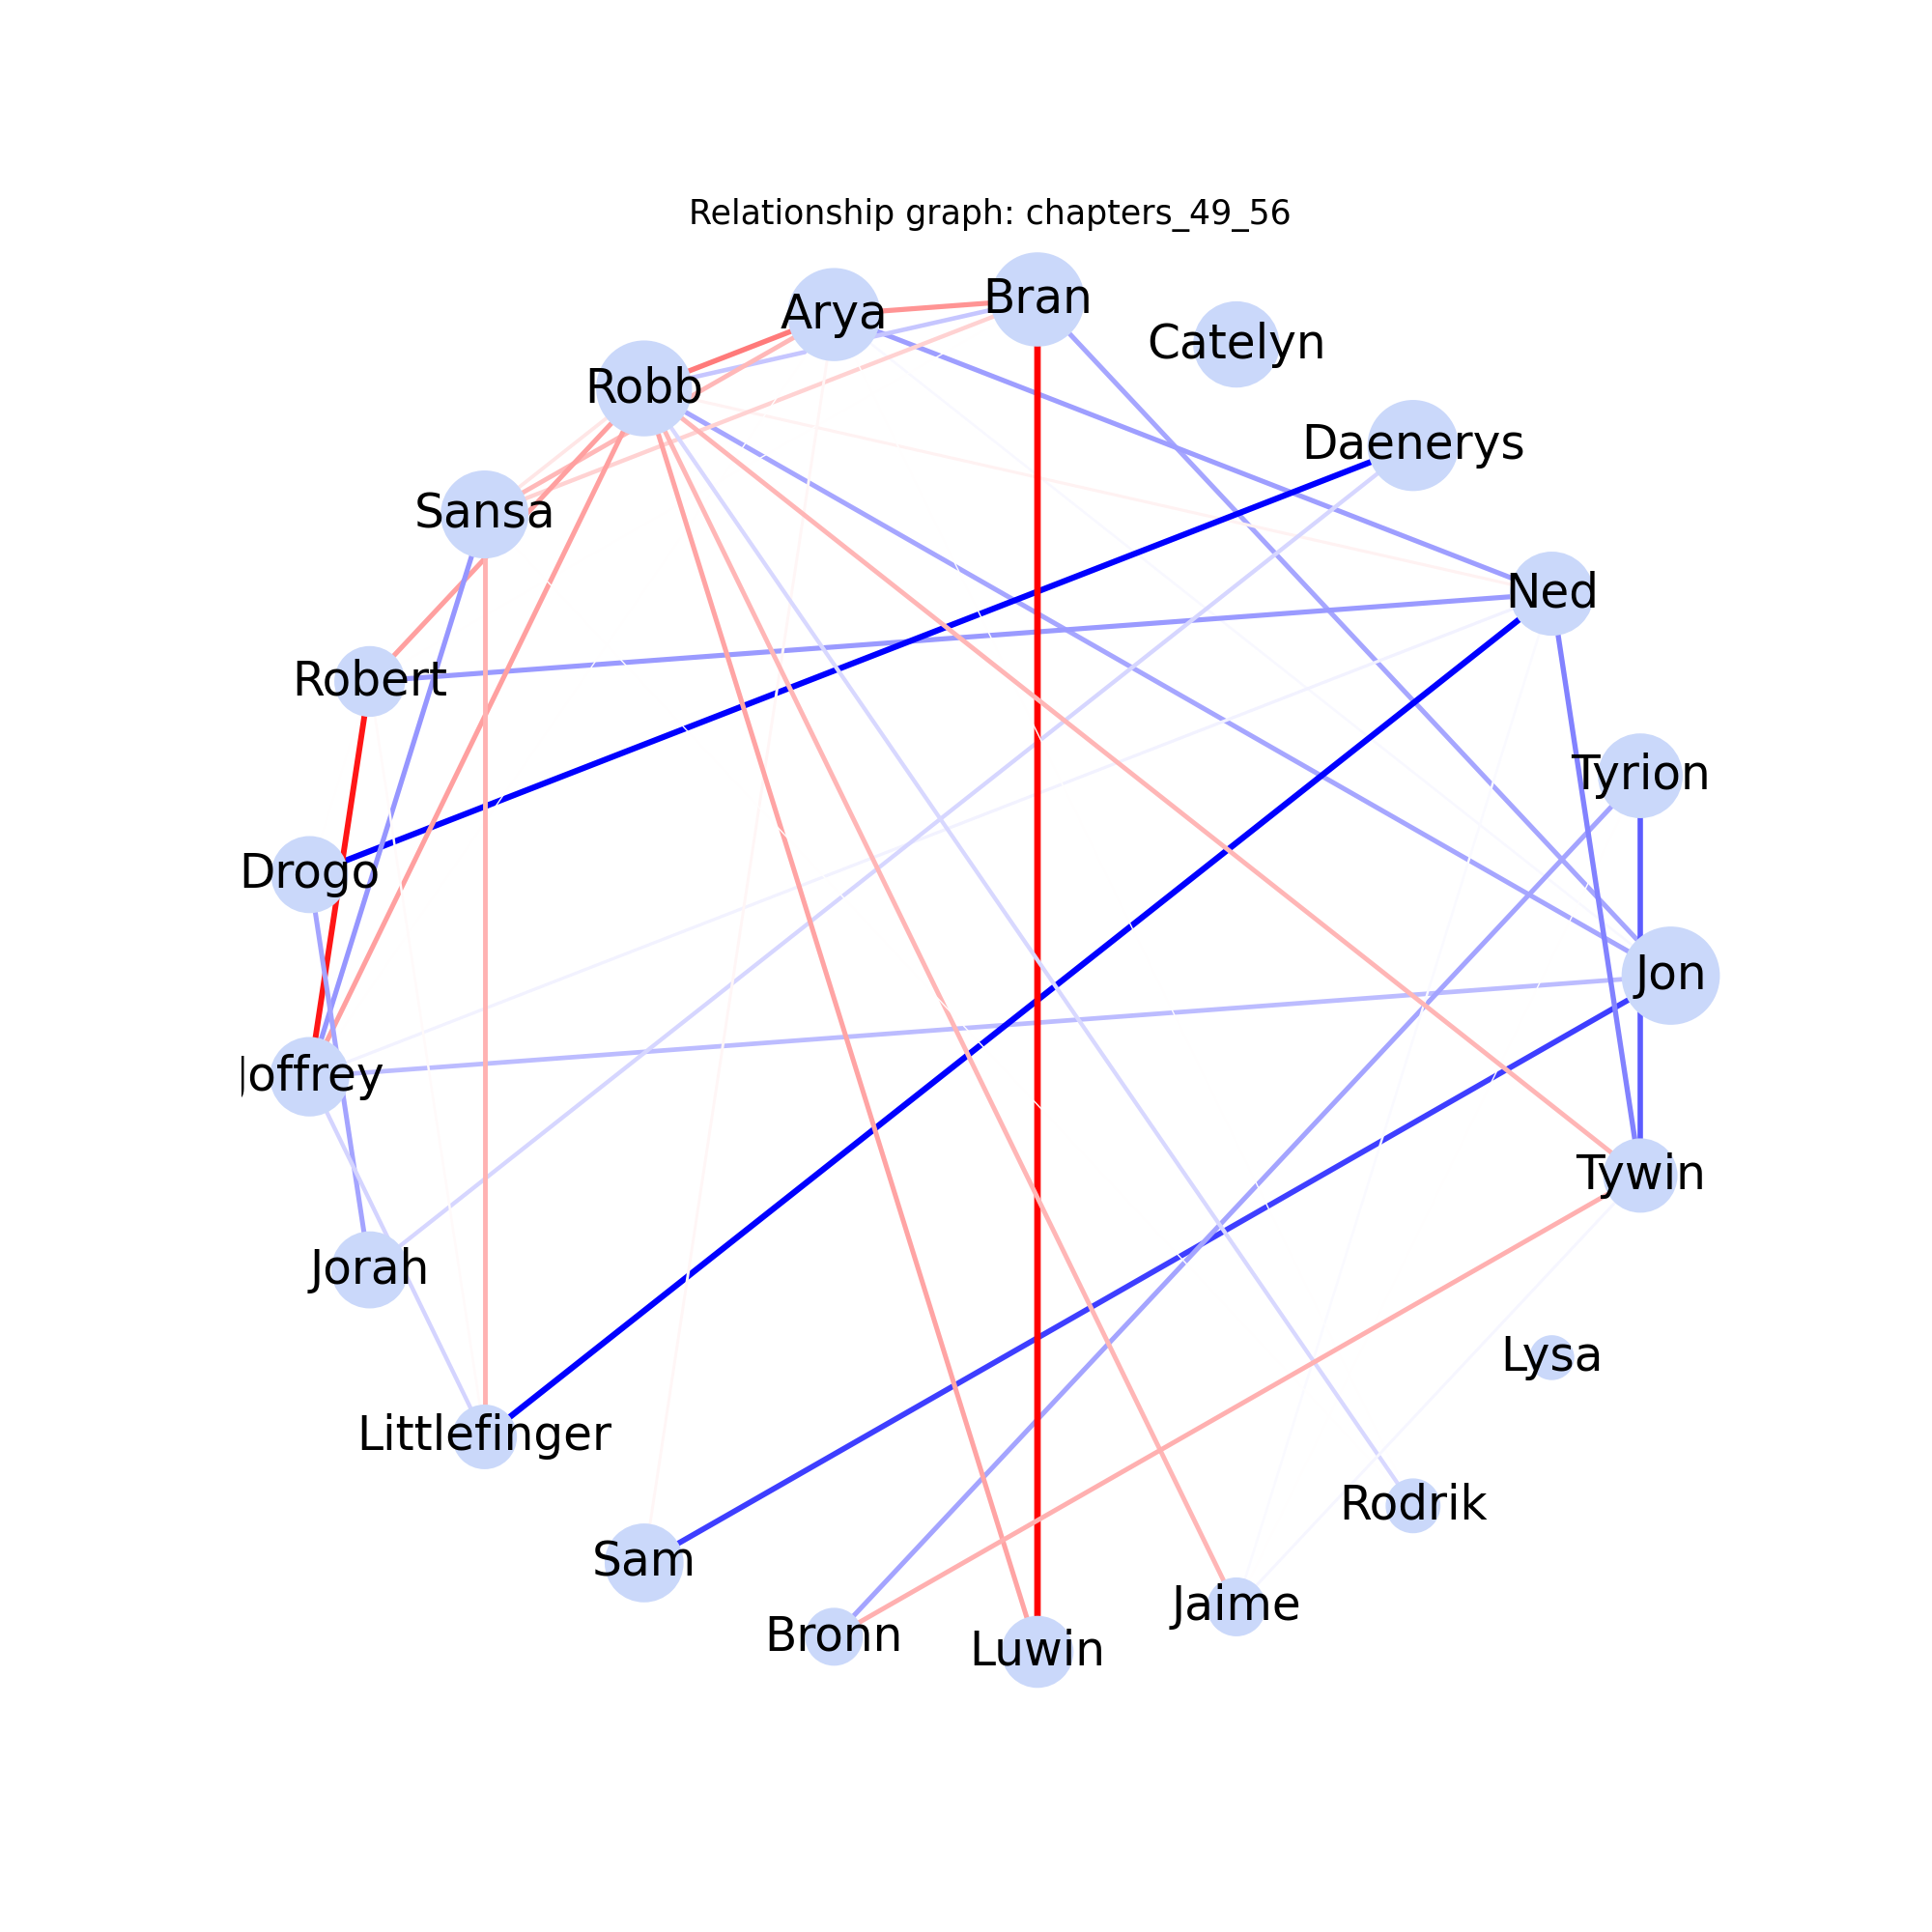 Relationship graph: chapters_49_56
Bran
Arya
Catelyn
Robb
Daenerys
Sansa
Ned
Robert
Tyrion
Drogo
Jon
Joffrey
Tywin
Jorah
Lysa
Littlefinger
Rodrik
Sam
Jaime
Bronn
Luwin